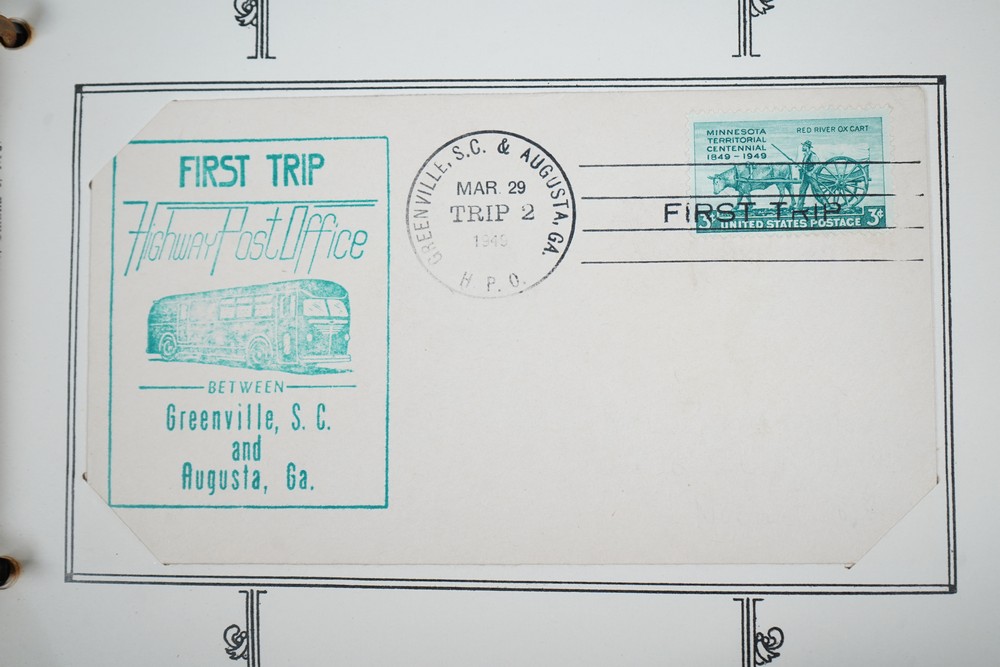 FIRST TRIP
Highway Post Office
BETWEEN
Greenville, S. C.
and
Augusta, Ga.
GREENVILLE, S.C. & AUGUSTA, GA.
MAR. 29
TRIP 2
1949
H. P. O.
MINNESOTA
TERRITORIAL
CENTENNIAL
1849 - 1949
RED RIVER OX CART
FIRST TRIP
3¢ UNITED STATES POSTAGE 3¢